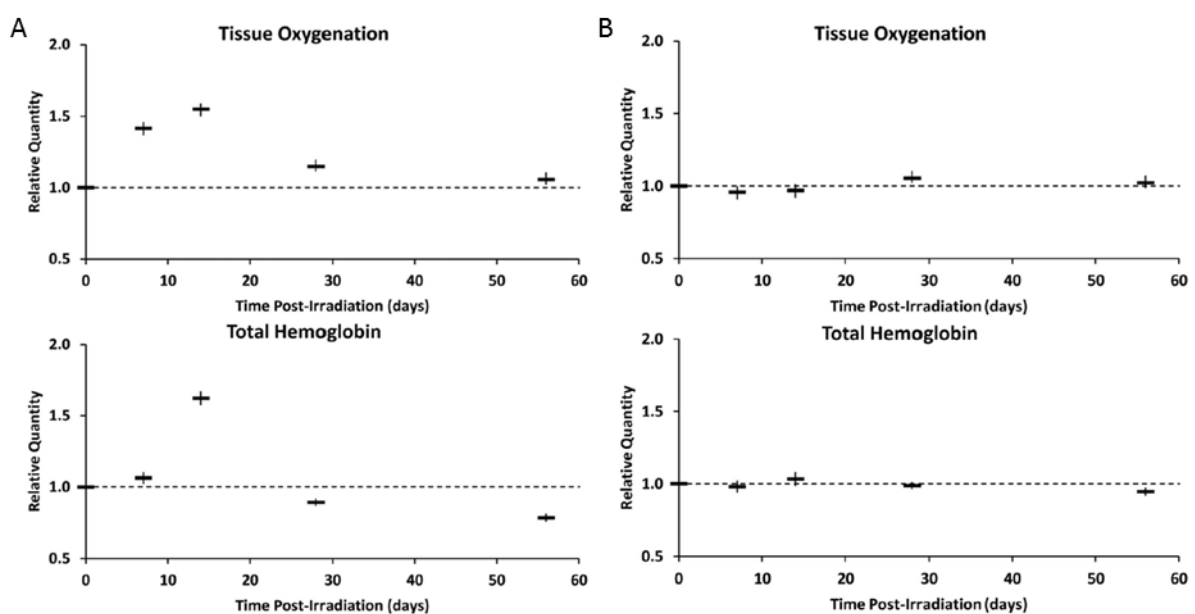 A
Tissue Oxygenation
2.0
1.5
1.0
0.5
Relative Quantity
0 10 20 30 40 50 60
Time Post-Irradiation (days)
Total Hemoglobin
2.0
1.5
1.0
0.5
Relative Quantity
0 10 20 30 40 50 60
Time Post-Irradiation (days)
B
Tissue Oxygenation
2.0
1.5
1.0
0.5
Relative Quantity
0 10 20 30 40 50 60
Time Post-Irradiation (days)
Total Hemoglobin
2.0
1.5
1.0
0.5
Relative Quantity
0 10 20 30 40 50 60
Time Post-Irradiation (days)